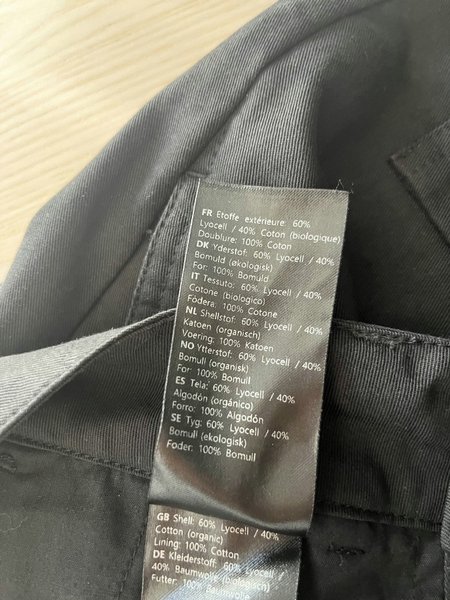 FR Etoffe extérieure 60%
Lyocell / 40% Coton (biologique)
Doublure: 100% Coton
DK Yderstof: 60% Lyocell / 40%
Bomuld (økologisk)
For: 100% Bomuld
IT Tessuto: 60% Lyocell / 40%
Cotone (biologico)
Födera: 100% Cotone
NL Shellstof: 60% Lyocell / 40%
Katoen (organisch)
Voering: 100% Katoen
NO Ytterstof: 60% Lyocell / 40%
Bomull (organisk)
For: 100% Bomull
ES Tela: 60% Lyocell / 40%
Algodón (orgánico)
Forro: 100% Algodón
SE Tyg: 60% Lyocell / 40%
Bomull (ekologisk)
Foder: 100% Bomull
GB Shell: 60% Lyocell / 40%
Cotton (organic)
Lining: 100% Cotton
DE Kleiderstoff: 60% Lyocell /
40% Baumwolle (biologisch)
Futter: 100% Baumwolle